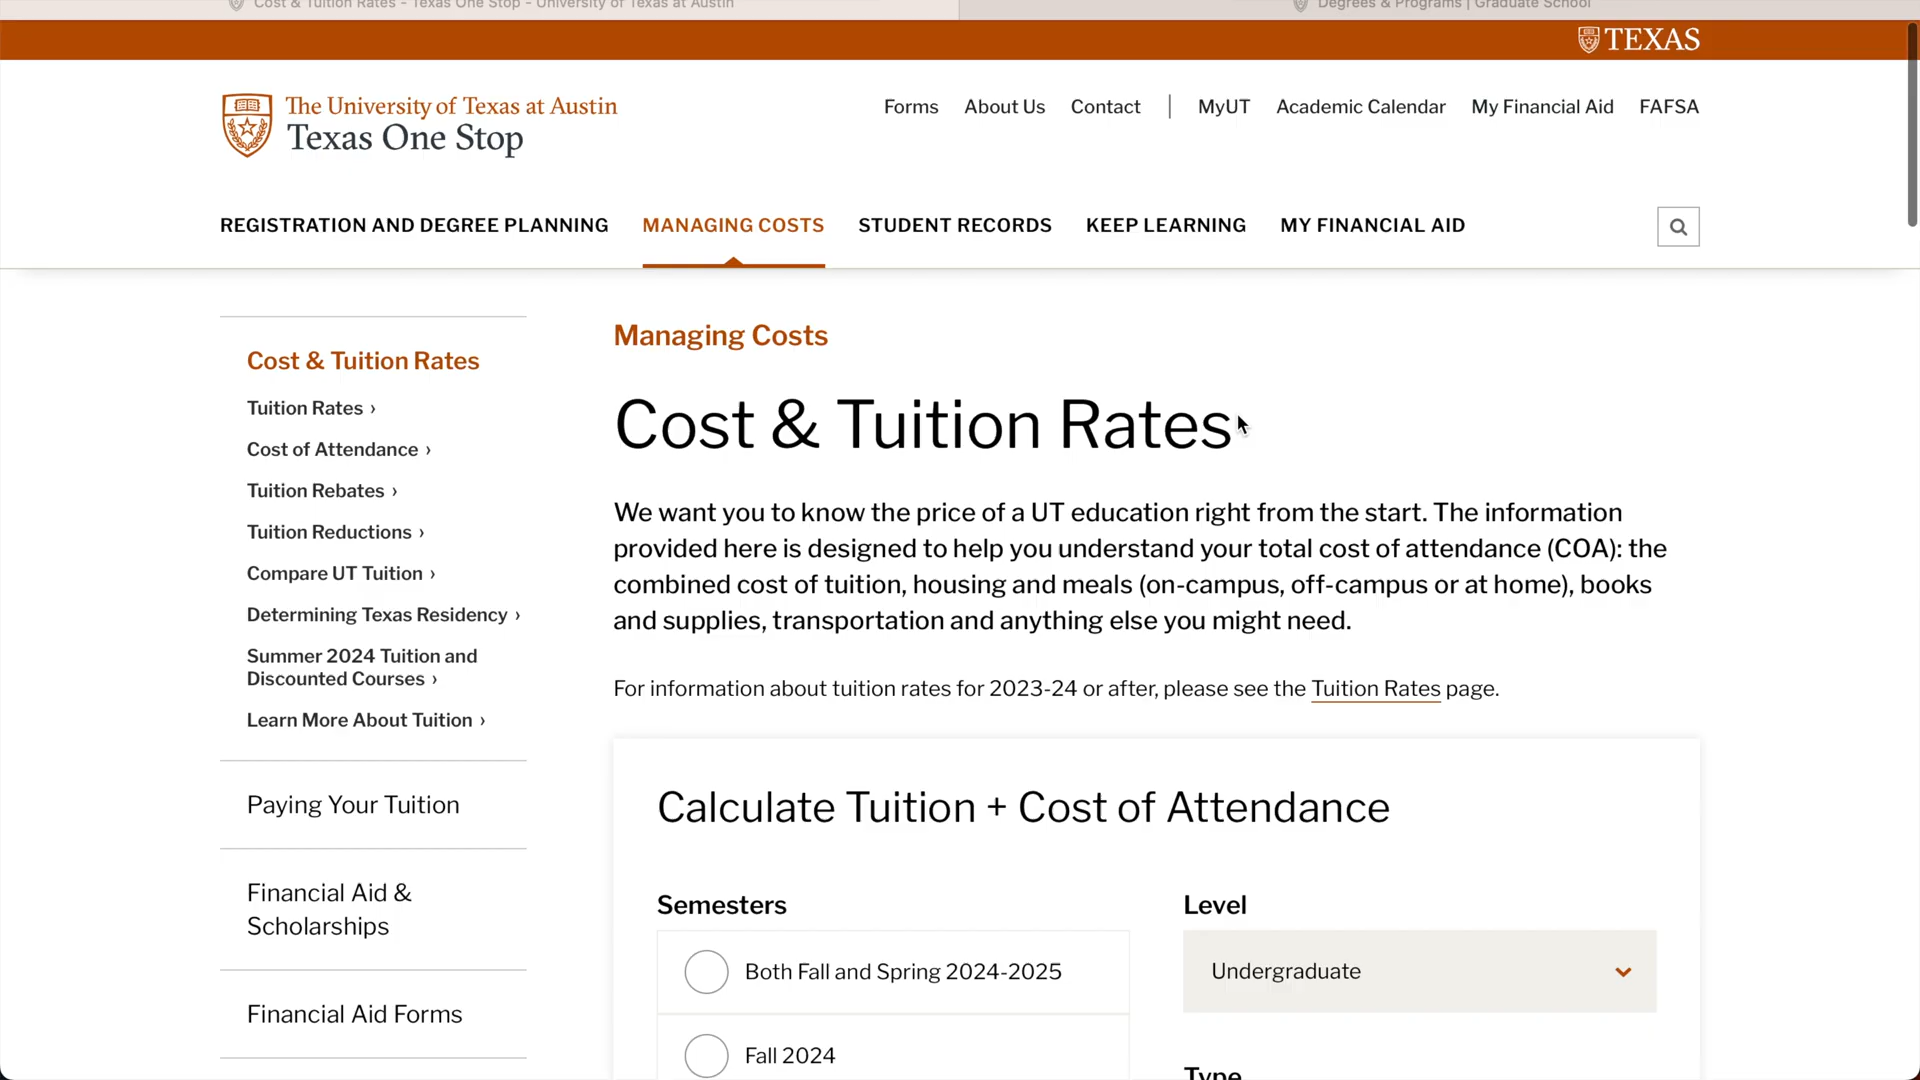 Cost & Tuition Rates - Texas One Stop - University of Texas at Austin
Degrees & Programs | Graduate School
TEXAS
The University of Texas at Austin
Texas One Stop
Forms About Us Contact | MyUT Academic Calendar My Financial Aid FAFSA
REGISTRATION AND DEGREE PLANNING MANAGING COSTS STUDENT RECORDS KEEP LEARNING MY FINANCIAL AID
Cost & Tuition Rates
Tuition Rates ›
Cost of Attendance ›
Tuition Rebates ›
Tuition Reductions ›
Compare UT Tuition ›
Determining Texas Residency ›
Summer 2024 Tuition and
Discounted Courses ›
Learn More About Tuition ›
Paying Your Tuition
Financial Aid &
Scholarships
Financial Aid Forms
Managing Costs
Cost & Tuition Rates
We want you to know the price of a UT education right from the start. The information
provided here is designed to help you understand your total cost of attendance (COA): the
combined cost of tuition, housing and meals (on-campus, off-campus or at home), books
and supplies, transportation and anything else you might need.
For information about tuition rates for 2023-24 or after, please see the Tuition Rates page.
Calculate Tuition + Cost of Attendance
Semesters
Both Fall and Spring 2024-2025
Fall 2024
Level
Undergraduate
Type